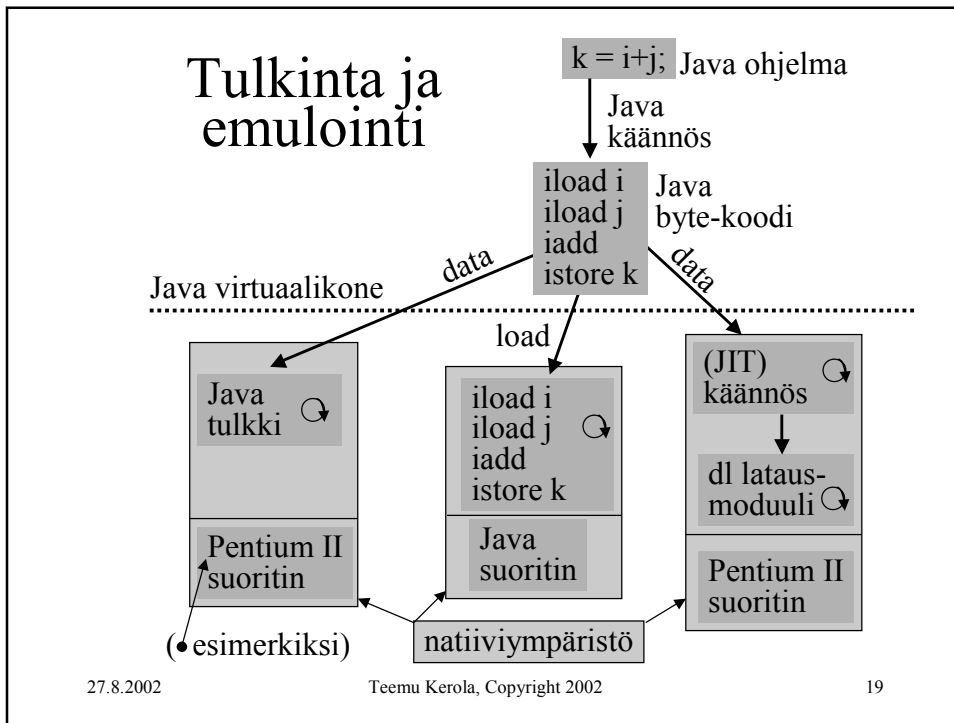 Tulkinta ja
emulointi
k = i+j;
Java ohjelma
Java
käännös
iload i
iload j
iadd
istore k
Java
byte-koodi
data
data
Java virtuaalikone
load
Java
tulkki
Pentium II
suoritin
iload i
iload j
iadd
istore k
Java
suoritin
(JIT)
käännös
dl lataus-
moduuli
Pentium II
suoritin
(• esimerkiksi)
natiiviympäristö
27.8.2002
Teemu Kerola, Copyright 2002
19